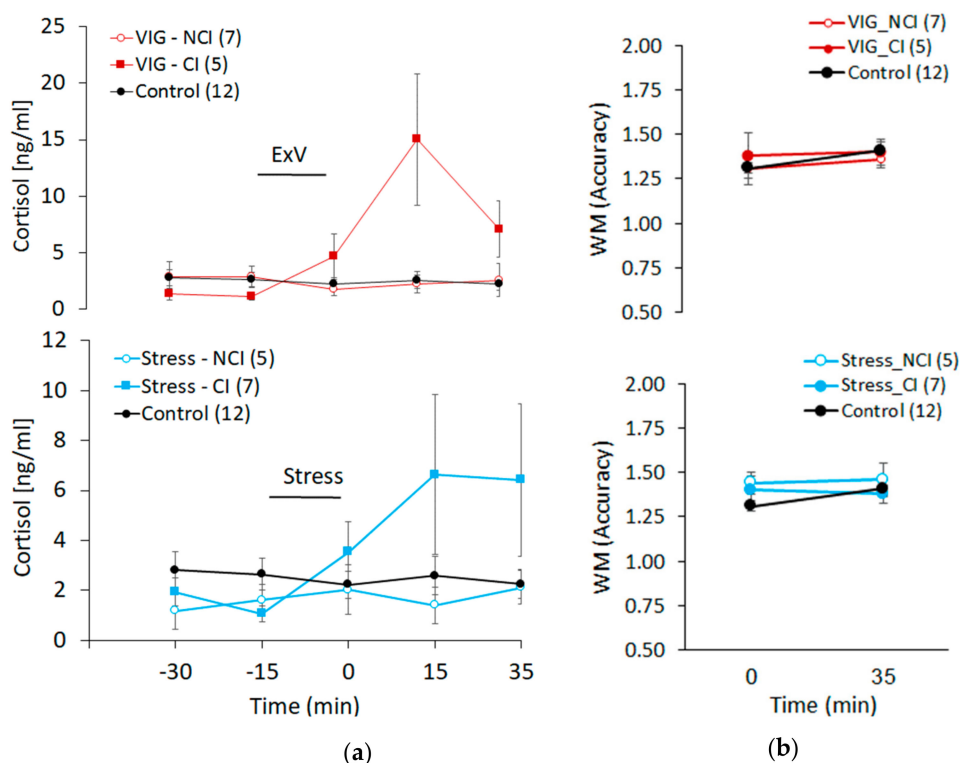 25
20
15
10
5
0
Cortisol [ng/ml]
VIG - NCI (7)
VIG - CI (5)
Control (12)
ExV
2.00
1.75
1.50
1.25
1.00
0.75
0.50
WM (Accuracy)
VIG_NCI (7)
VIG_CI (5)
Control (12)
12
10
8
6
4
2
0
Cortisol [ng/ml]
Stress - NCI (5)
Stress - CI (7)
Control (12)
Stress
-30 -15 0 15 35
Time (min)
(a)
2.00
1.75
1.50
1.25
1.00
0.75
0.50
WM (Accuracy)
Stress_NCI (5)
Stress_CI (7)
Control (12)
0 35
Time (min)
(b)